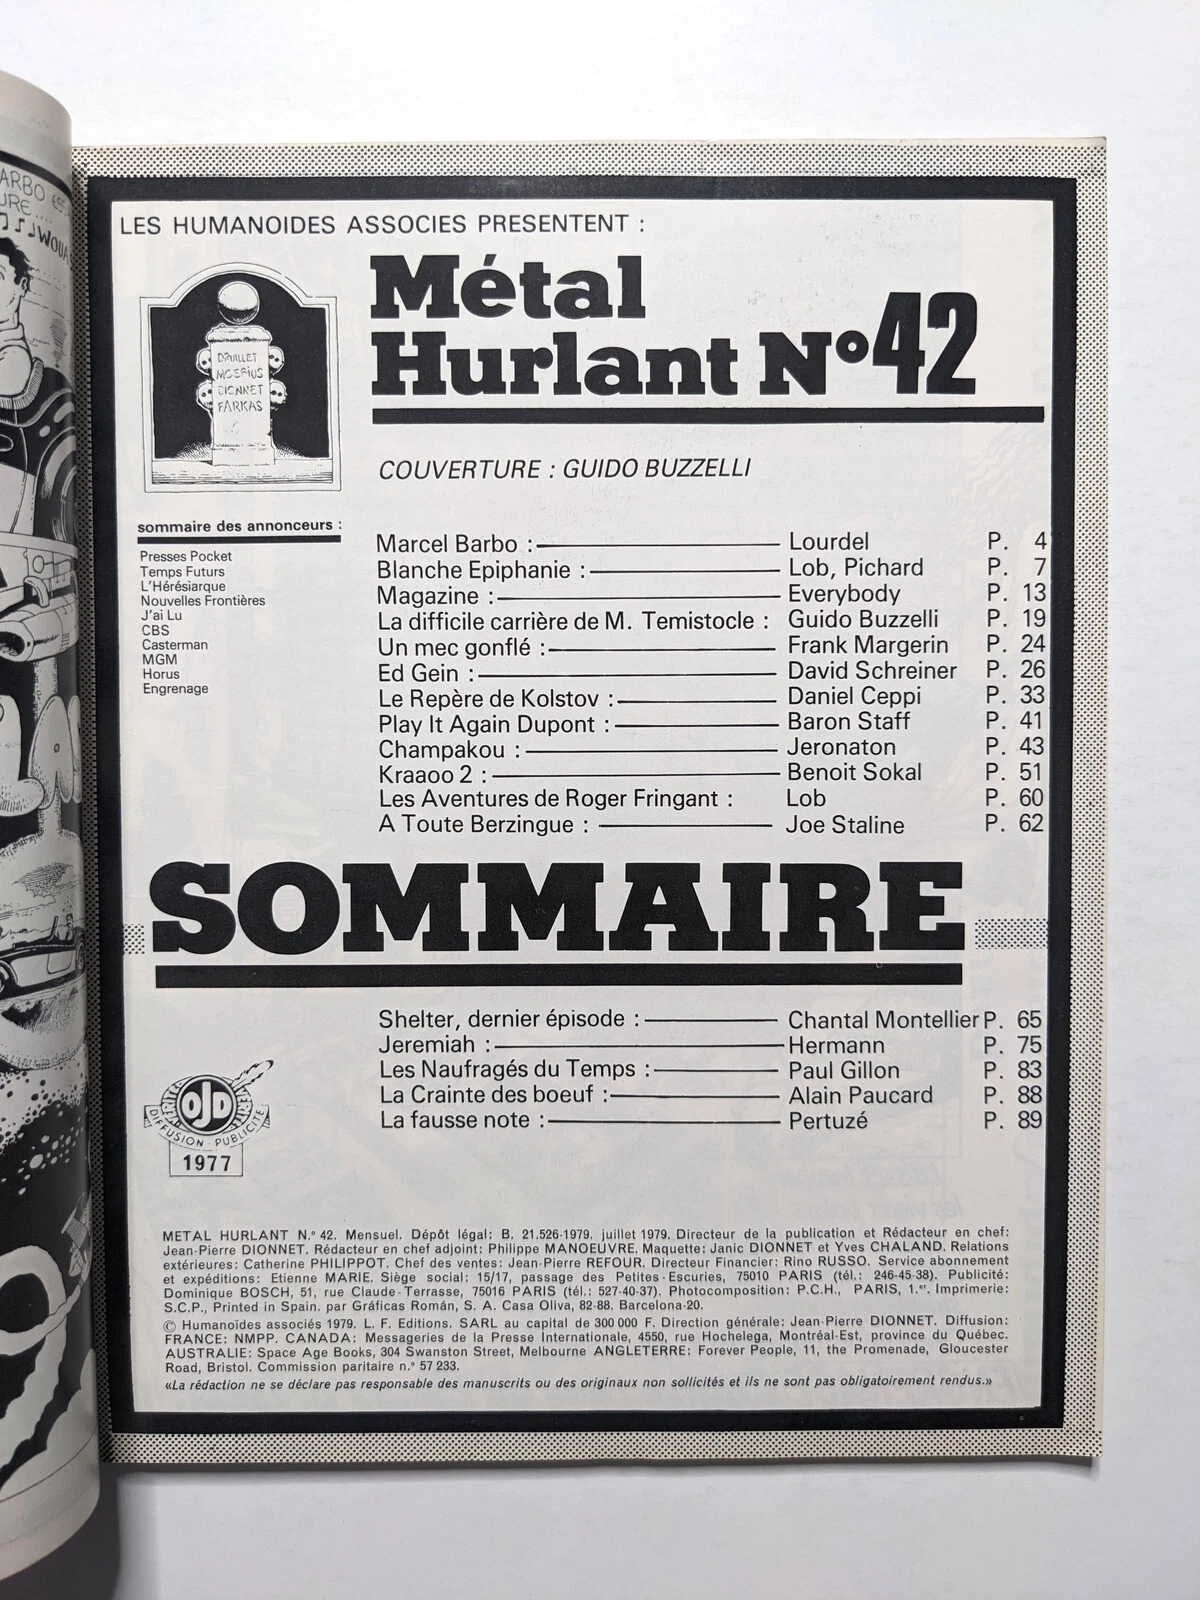 ARBO
URE ....
WOUA
LES HUMANOIDES ASSOCIES PRESENTENT :
Métal
Hurlant Nº42
DRUILLET
MOEBIUS
DIONNET
FARKAS
COUVERTURE : GUIDO BUZZELLI
sommaire des annonceurs :
Presses Pocket
Temps Futurs
L'Hérésiarque
Nouvelles Frontières
J'ai Lu
CBS
Casterman
MGM
Horus
Engrenage
Marcel Barbo : Lourdel P. 4
Blanche Epiphanie : Lob, Pichard P. 7
Magazine : Everybody P. 13
La difficile carrière de M. Temistocle : Guido Buzzelli P. 19
Un mec gonflé : Frank Margerin P. 24
Ed Gein : David Schreiner P. 26
Le Repère de Kolstov : Daniel Ceppi P. 33
Play It Again Dupont : Baron Staff P. 41
Champakou : Jeronaton P. 43
Kraaoo 2 : Benoit Sokal P. 51
Les Aventures de Roger Fringant : Lob P. 60
A Toute Berzingue : Joe Staline P. 62
SOMMAIRE
Shelter, dernier épisode : Chantal Montellier P. 65
Jeremiah : Hermann P. 75
Les Naufragés du Temps : Paul Gillon P. 83
La Crainte des boeuf : Alain Paucard P. 88
La fausse note : Pertuzé P. 89
OJD
DIFFUSION · PUBLICITÉ
1977
METAL HURLANT N.º 42. Mensuel. Dépôt légal: B. 21.526-1979. juillet 1979. Directeur de la publication et Rédacteur en chef:
Jean-Pierre DIONNET. Rédacteur en chef adjoint: Philippe MANOEUVRE. Maquette: Janic DIONNET et Yves CHALAND. Relations
extérieures: Catherine PHILIPPOT. Chef des ventes: Jean-Pierre REFOUR. Directeur Financier: Rino RUSSO. Service abonnement
et expéditions: Etienne MARIE. Siège social: 15/17, passage des Petites-Escuries, 75010 PARIS (tél.: 246-45-38). Publicité:
Dominique BOSCH, 51, rue Claude-Terrasse, 75016 PARIS (tél.: 527-40-37). Photocomposition: P.C.H., PARIS, 1.er. Imprimerie:
S.C.P., Printed in Spain. par Gráficas Román, S. A. Casa Oliva, 82-88. Barcelona-20.
© Humanoïdes associés 1979. L. F. Editions. SARL au capital de 300 000 F. Direction générale: Jean-Pierre DIONNET. Diffusion:
FRANCE: NMPP. CANADA: Messageries de la Presse Internationale, 4550, rue Hochelega, Montréal-Est, province du Québec.
AUSTRALIE: Space Age Books, 304 Swanston Street, Melbourne ANGLETERRE: Forever People, 11, the Promenade, Gloucester
Road, Bristol. Commission paritaire n.º 57 233.
«La rédaction ne se déclare pas responsable des manuscrits ou des originaux non sollicités et ils ne sont pas obligatoirement rendus.»